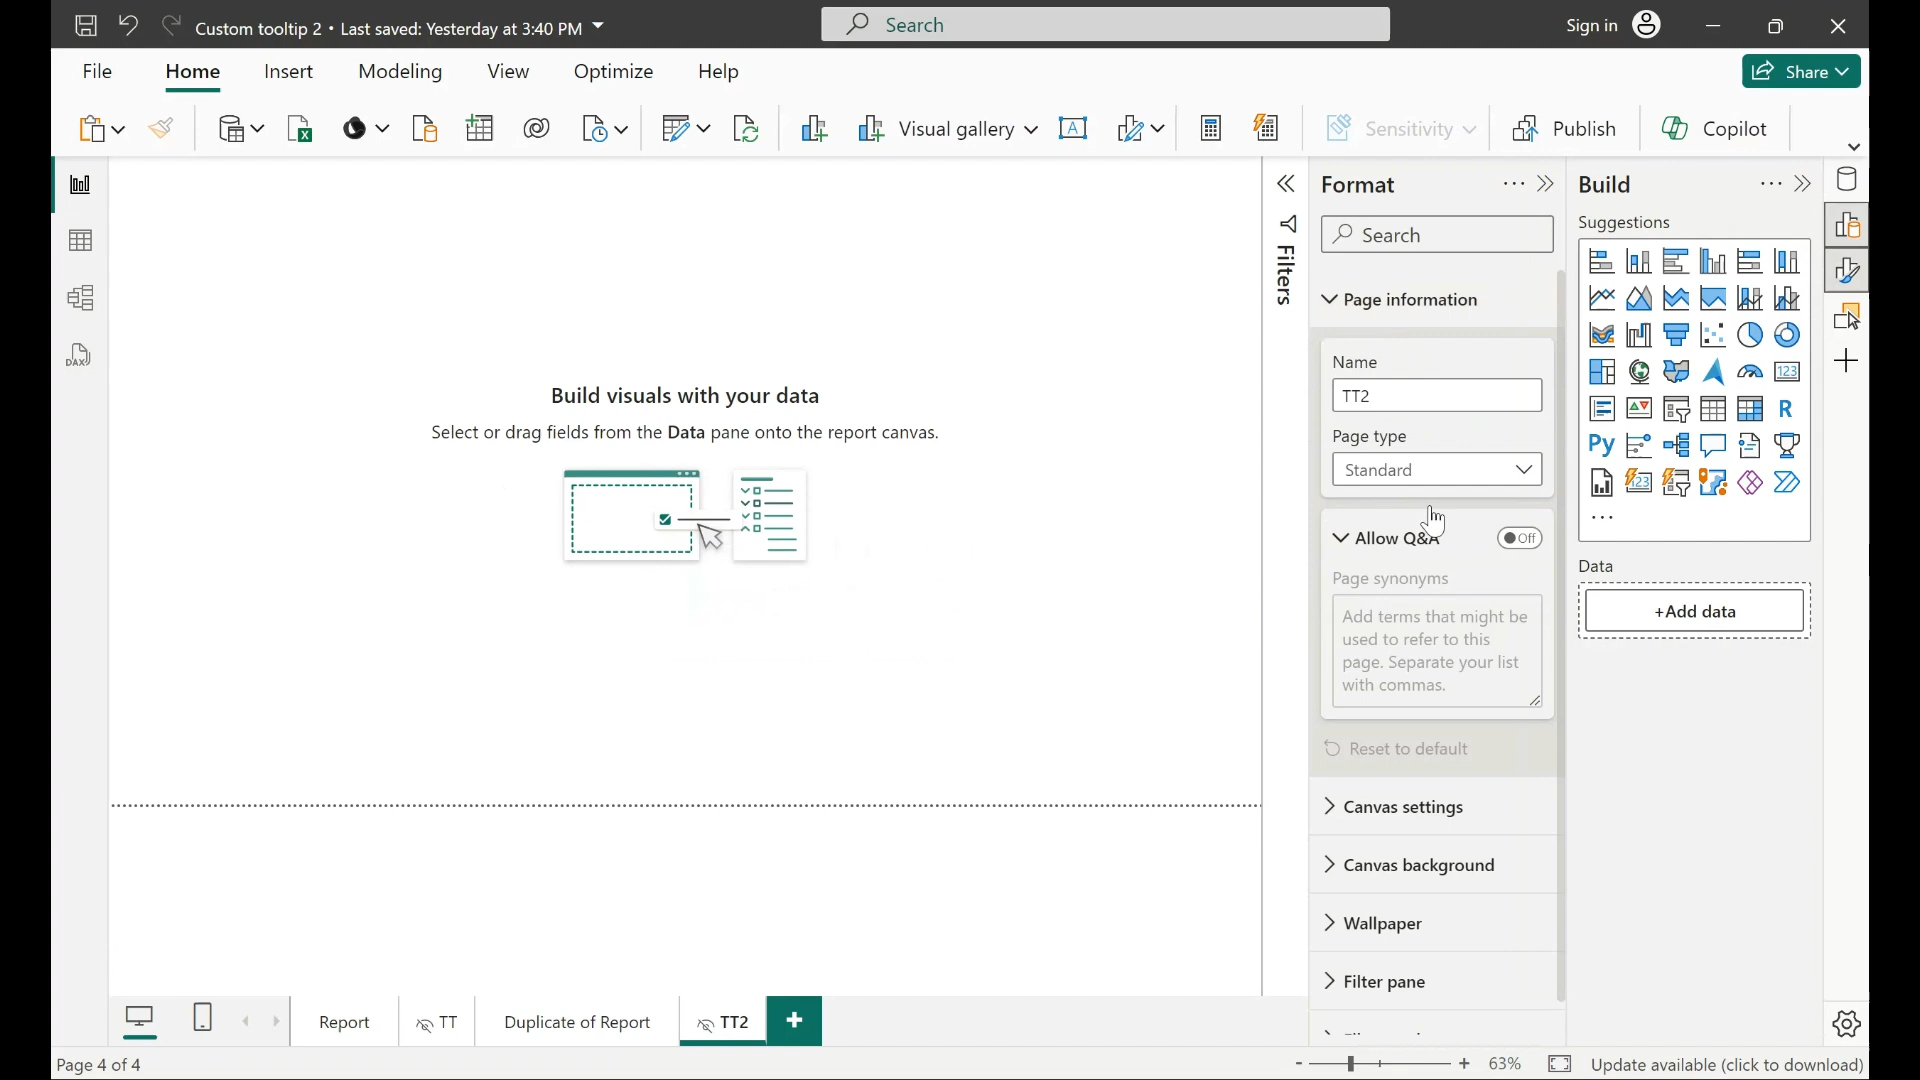 Custom tooltip 2 • Last saved: Yesterday at 3:40 PM
Search
Sign in
File
Home
Insert
Modeling
View
Optimize
Help
Share
Visual gallery
Sensitivity
Publish
Copilot
DAX
Build visuals with your data
Select or drag fields from the Data pane onto the report canvas.
Filters
Format
Search
Page information
Name
TT2
Page type
Standard
Allow Q&A
Off
Page synonyms
Add terms that might be
used to refer to this
page. Separate your list
with commas.
Reset to default
Canvas settings
Canvas background
Wallpaper
Filter pane
Build
Suggestions
123
R
Py
123
Data
+Add data
Report
TT
Duplicate of Report
TT2
Page 4 of 4
63%
Update available (click to download)